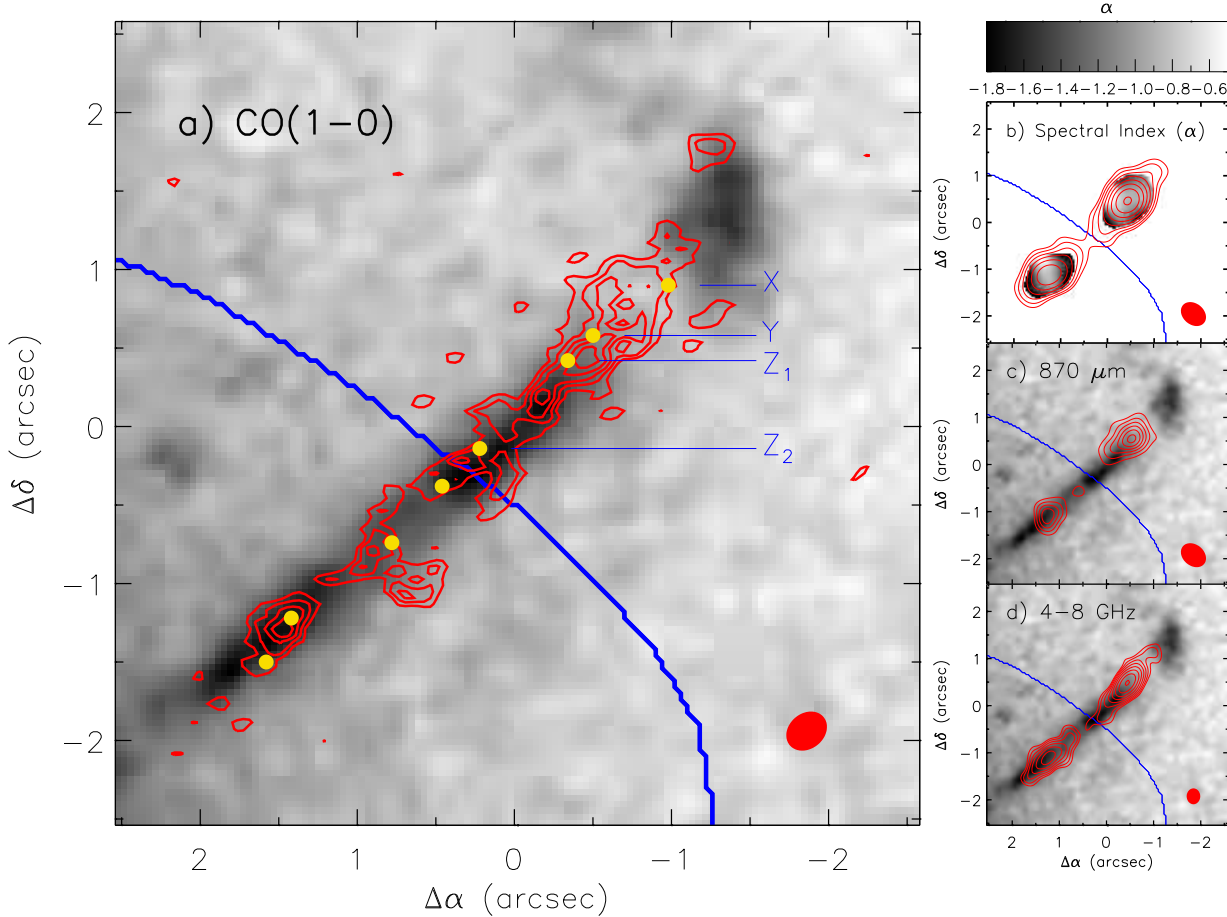 α
−1.8−1.6−1.4−1.2−1.0−0.8−0.6
a) CO(1−0)
X
Y
Z1
Z2
2
1
0
−1
−2
Δδ (arcsec)
2 1 0 −1 −2
Δα (arcsec)
b) Spectral Index (α)
2
1
0
−1
−2
Δδ (arcsec)
c) 870 μm
2
1
0
−1
−2
Δδ (arcsec)
d) 4−8 GHz
2
1
0
−1
−2
Δδ (arcsec)
2 1 0 −1 −2
Δα (arcsec)